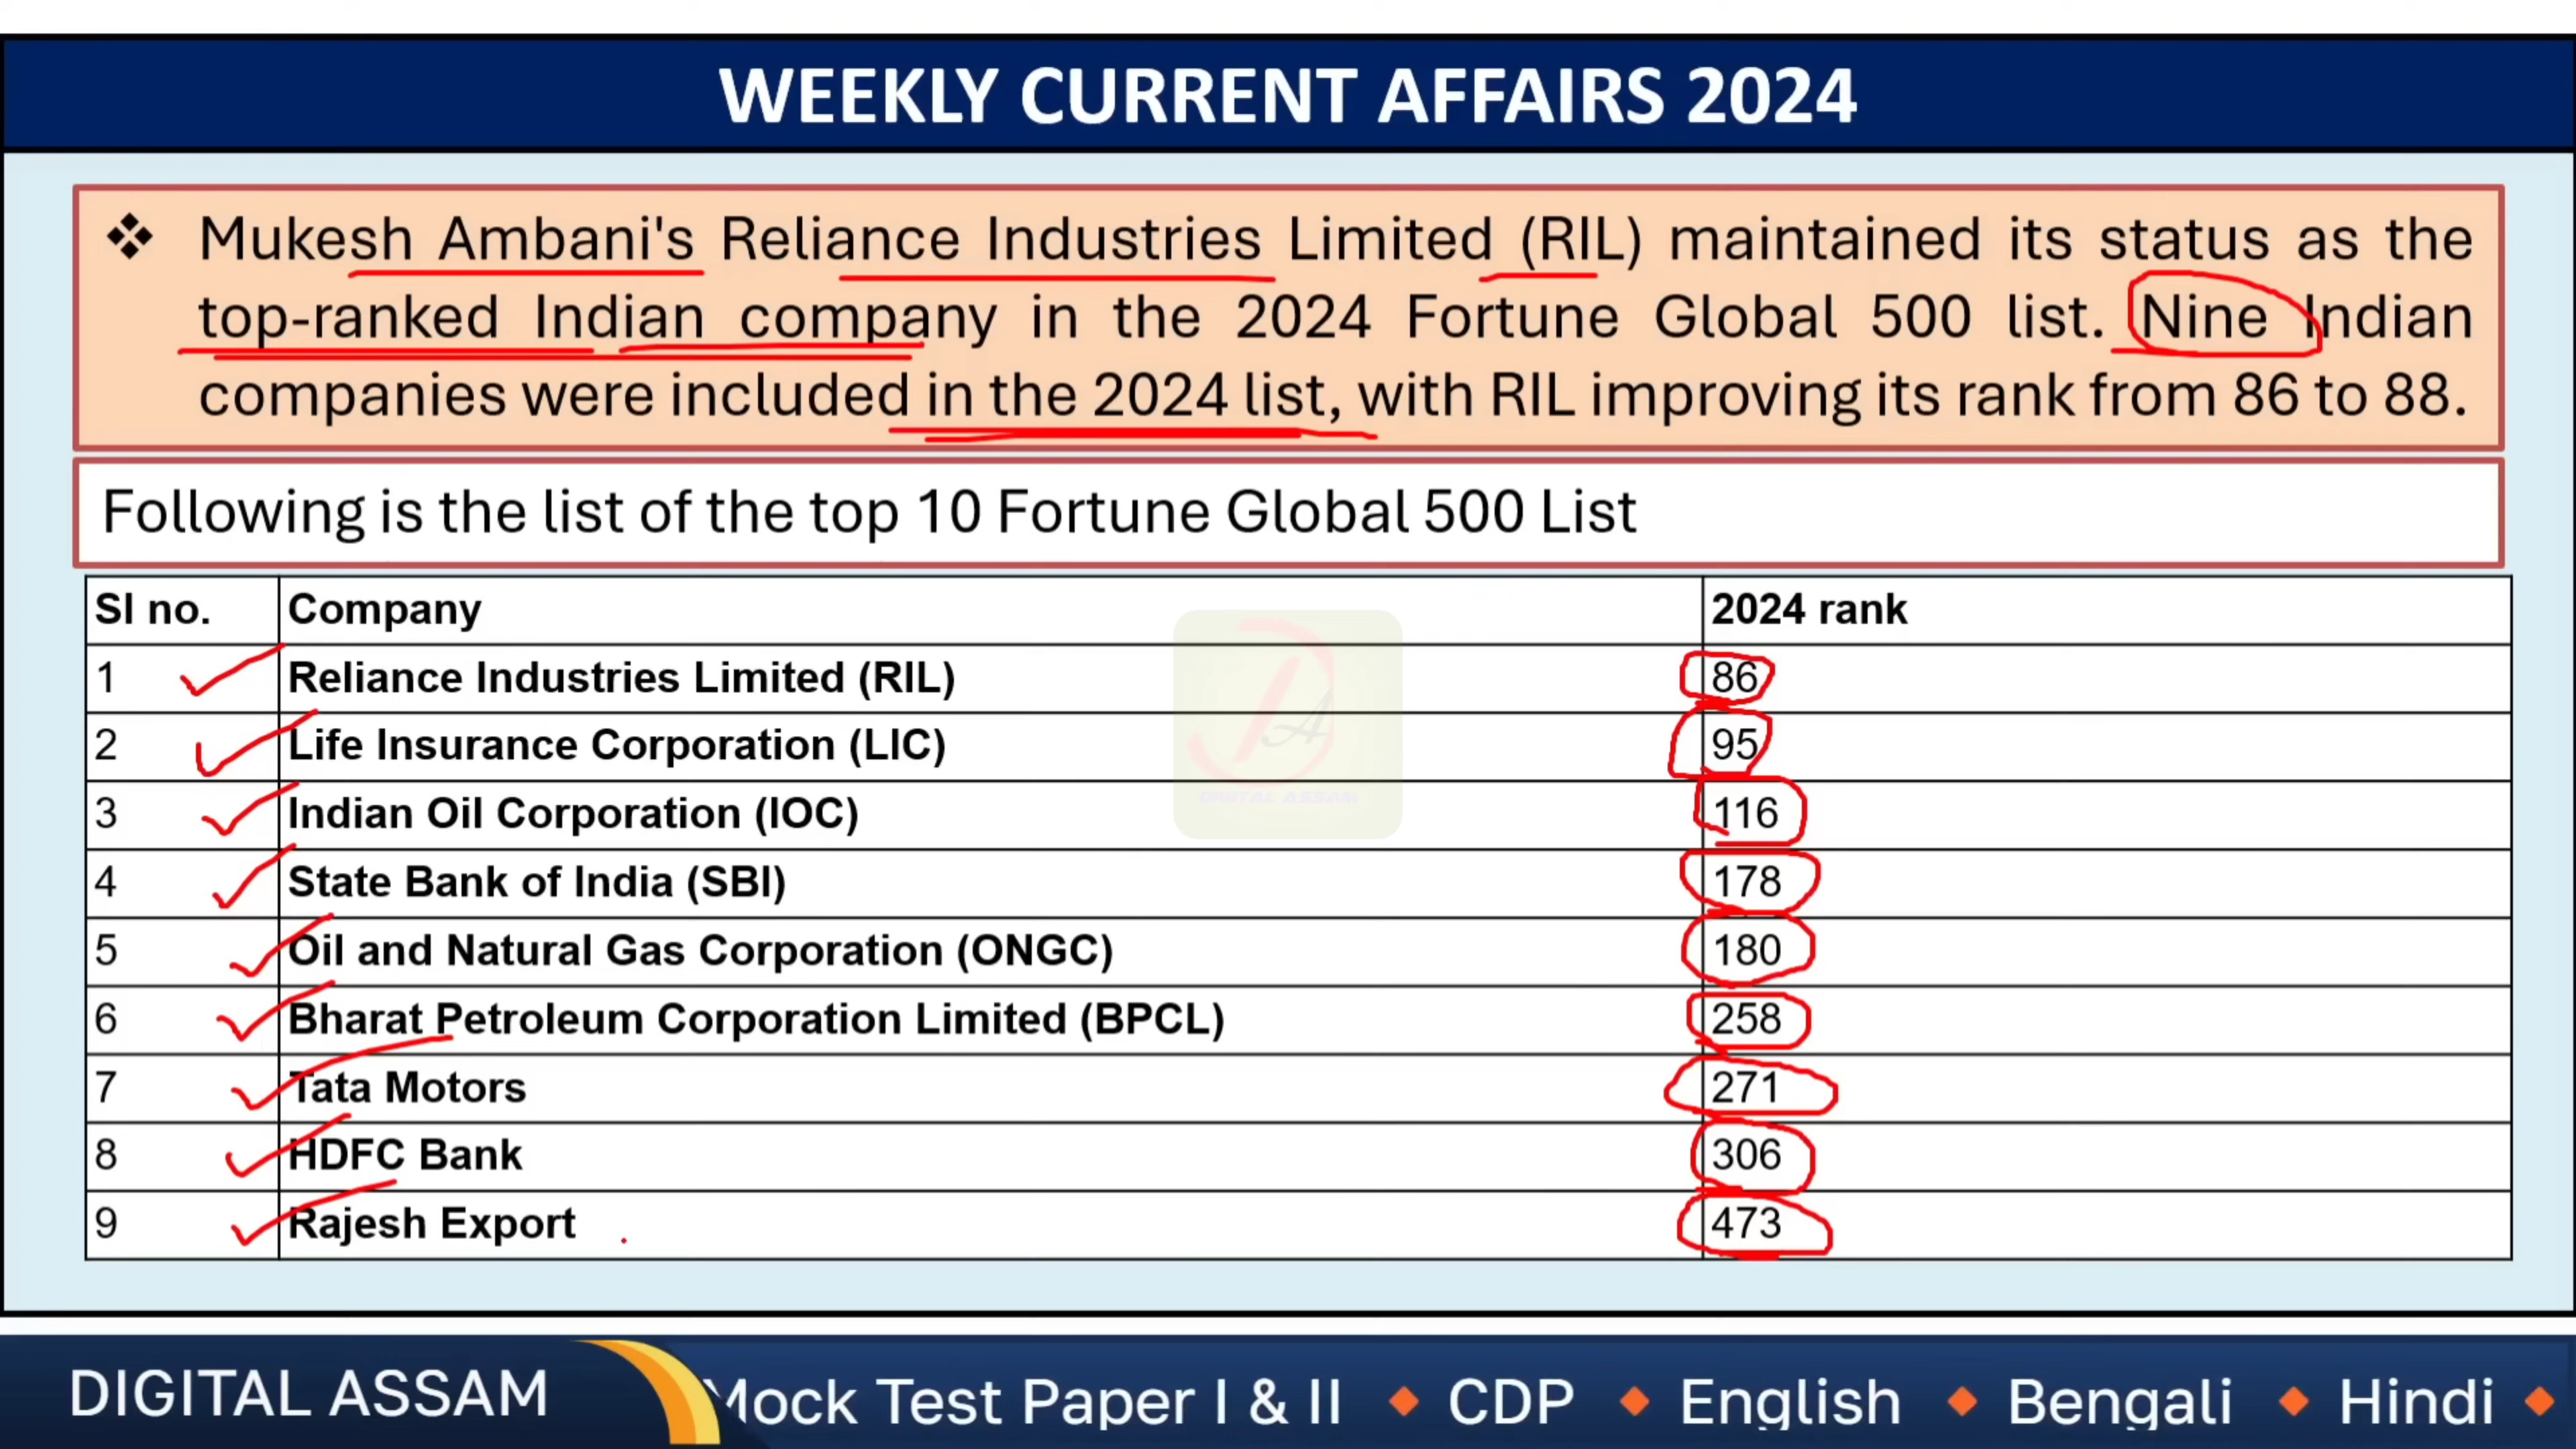 WEEKLY CURRENT AFFAIRS 2024
❖ Mukesh Ambani's Reliance Industries Limited (RIL) maintained its status as the
top-ranked Indian company in the 2024 Fortune Global 500 list. Nine Indian
companies were included in the 2024 list, with RIL improving its rank from 86 to 88.
Following is the list of the top 10 Fortune Global 500 List
Sl no. Company 2024 rank
1 Reliance Industries Limited (RIL) 86
2 Life Insurance Corporation (LIC) 95
3 Indian Oil Corporation (IOC) 116
4 State Bank of India (SBI) 178
5 Oil and Natural Gas Corporation (ONGC) 180
6 Bharat Petroleum Corporation Limited (BPCL) 258
7 Tata Motors 271
8 HDFC Bank 306
9 Rajesh Export 473
DIGITAL ASSAM
DIGITAL ASSAM Mock Test Paper I & II ◆ CDP ◆ English ◆ Bengali ◆ Hindi ◆